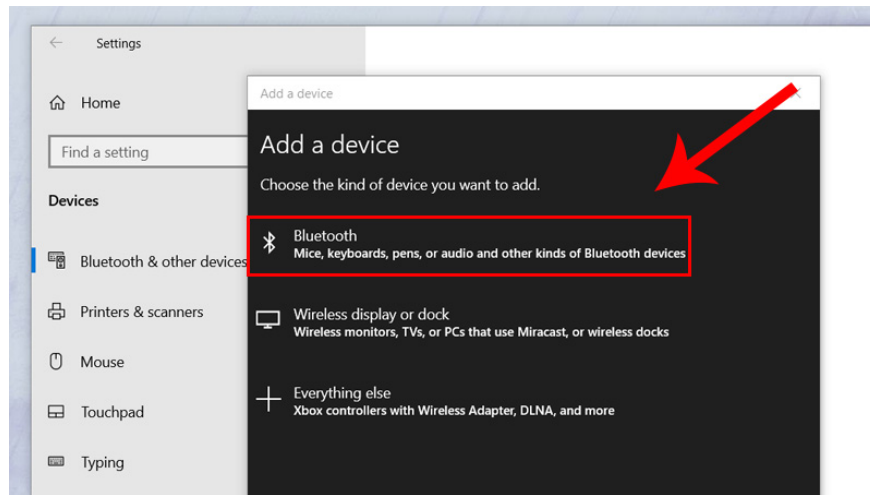 Settings
Home
Find a setting
Devices
Bluetooth & other devices
Printers & scanners
Mouse
Touchpad
Typing
Add a device
Add a device
Choose the kind of device you want to add.
Bluetooth
Mice, keyboards, pens, or audio and other kinds of Bluetooth devices
Wireless display or dock
Wireless monitors, TVs, or PCs that use Miracast, or wireless docks
Everything else
Xbox controllers with Wireless Adapter, DLNA, and more